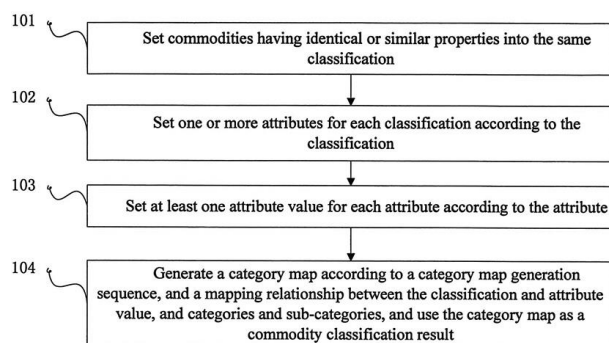 101
Set commodities having identical or similar properties into the same
classification
102
Set one or more attributes for each classification according to the
classification
103
Set at least one attribute value for each attribute according to the attribute
104
Generate a category map according to a category map generation
sequence, and a mapping relationship between the classification and attribute
value, and categories and sub-categories, and use the category map as a
commodity classification result